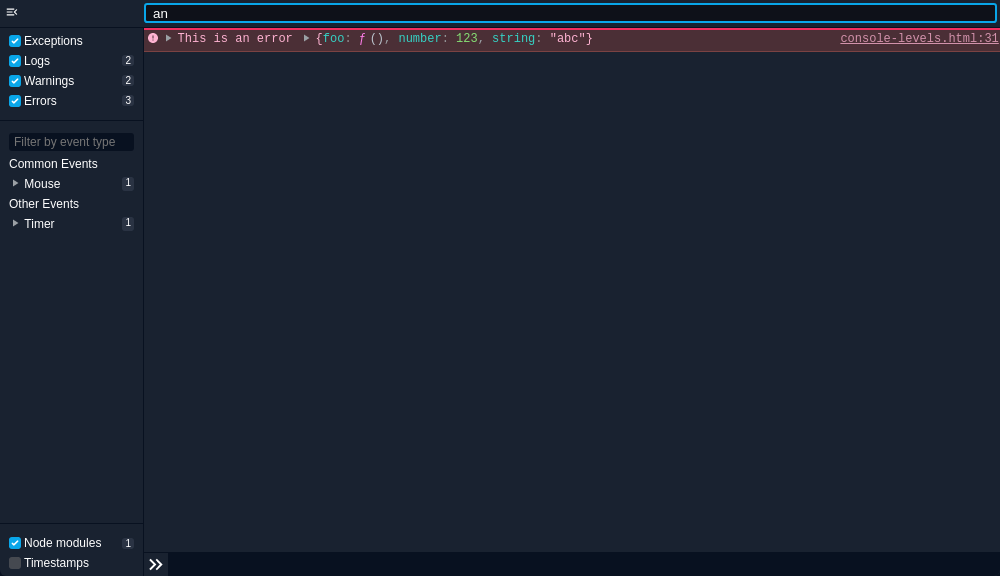 an
Exceptions
Logs 2
Warnings 2
Errors 3
Filter by event type
Common Events
Mouse 1
Other Events
Timer 1
Node modules 1
Timestamps
This is an error {foo: ƒ (), number: 123, string: "abc"} console-levels.html:31